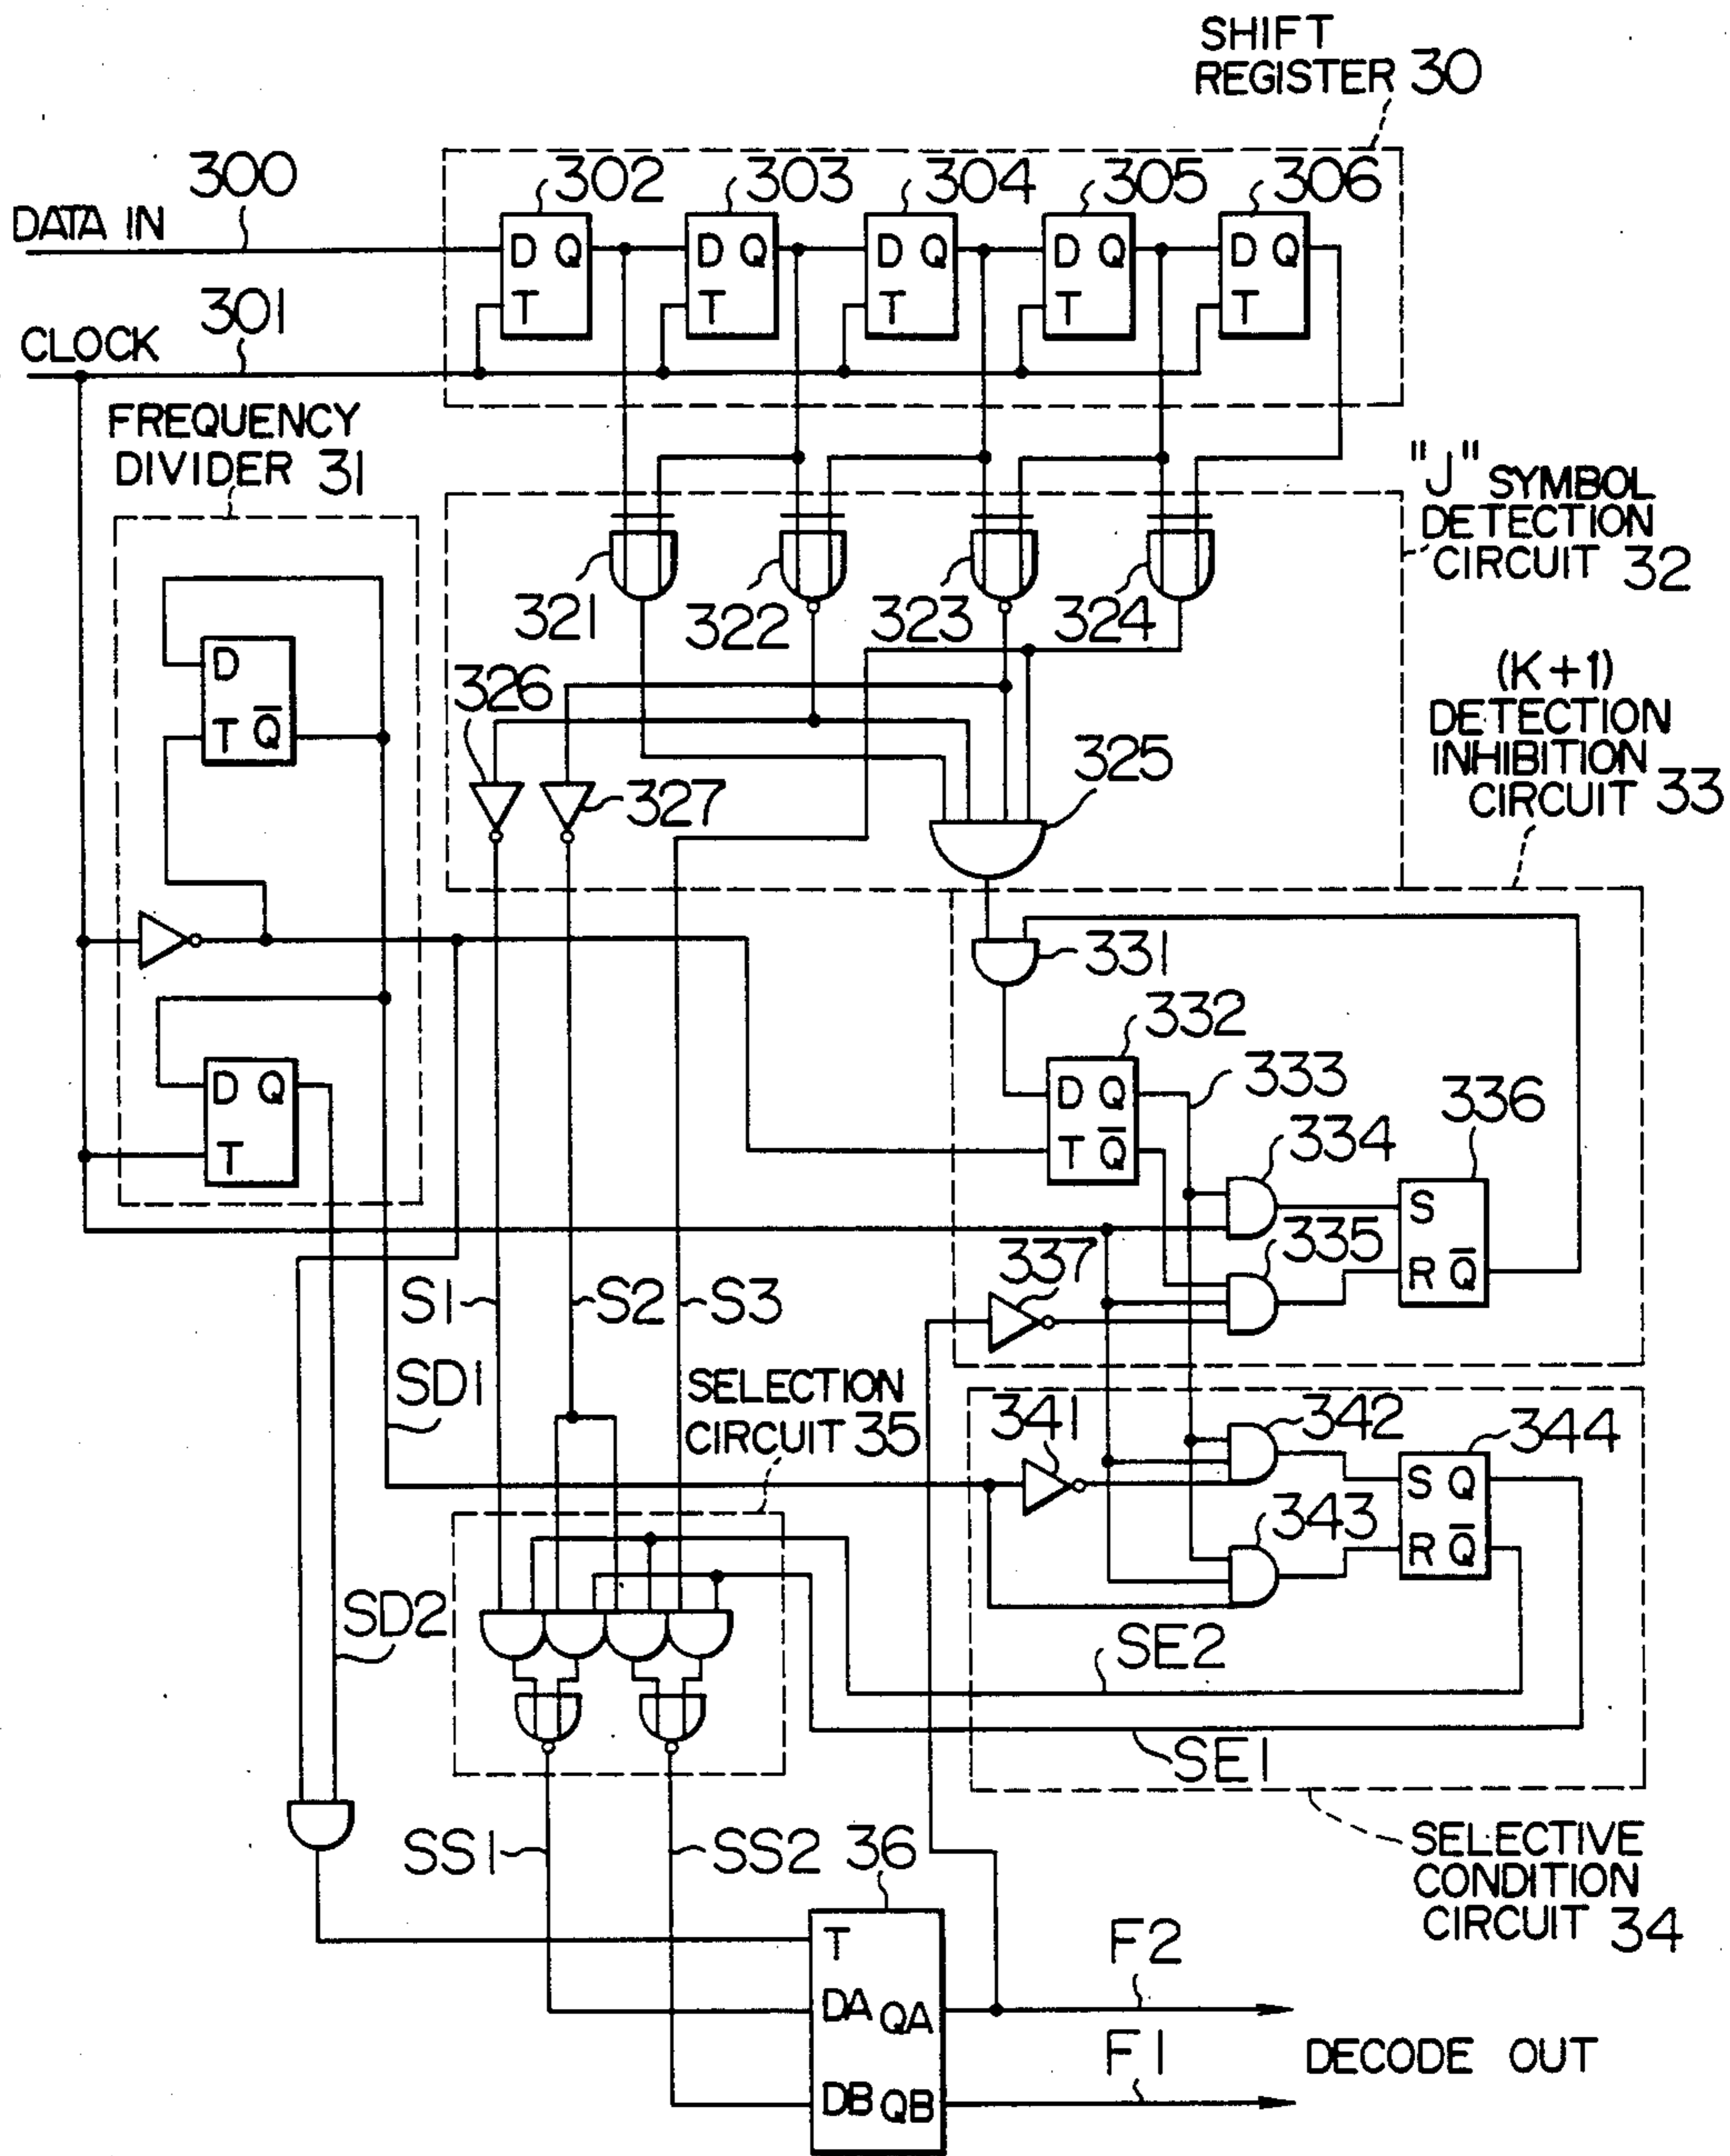 SHIFT
REGISTER 30
300
302
303
304
305
306
DATA IN
D Q
T
D Q
T
D Q
T
D Q
T
D Q
T
301
CLOCK
FREQUENCY
DIVIDER 31
"J" SYMBOL
DETECTION
CIRCUIT 32
321
322
323
324
(K+1)
DETECTION
INHIBITION
CIRCUIT 33
D
T Q̅
326
327
325
331
332
333
D Q
T Q̅
334
336
S
R Q̅
335
337
D Q
T
S1
S2
S3
SD1
SELECTION
CIRCUIT 35
341
342
344
S Q
R Q̅
343
SD2
SE2
SE1
SS1
SS2
36
SELECTIVE
CONDITION
CIRCUIT 34
T
DA QA
DB QB
F2
F1
DECODE OUT